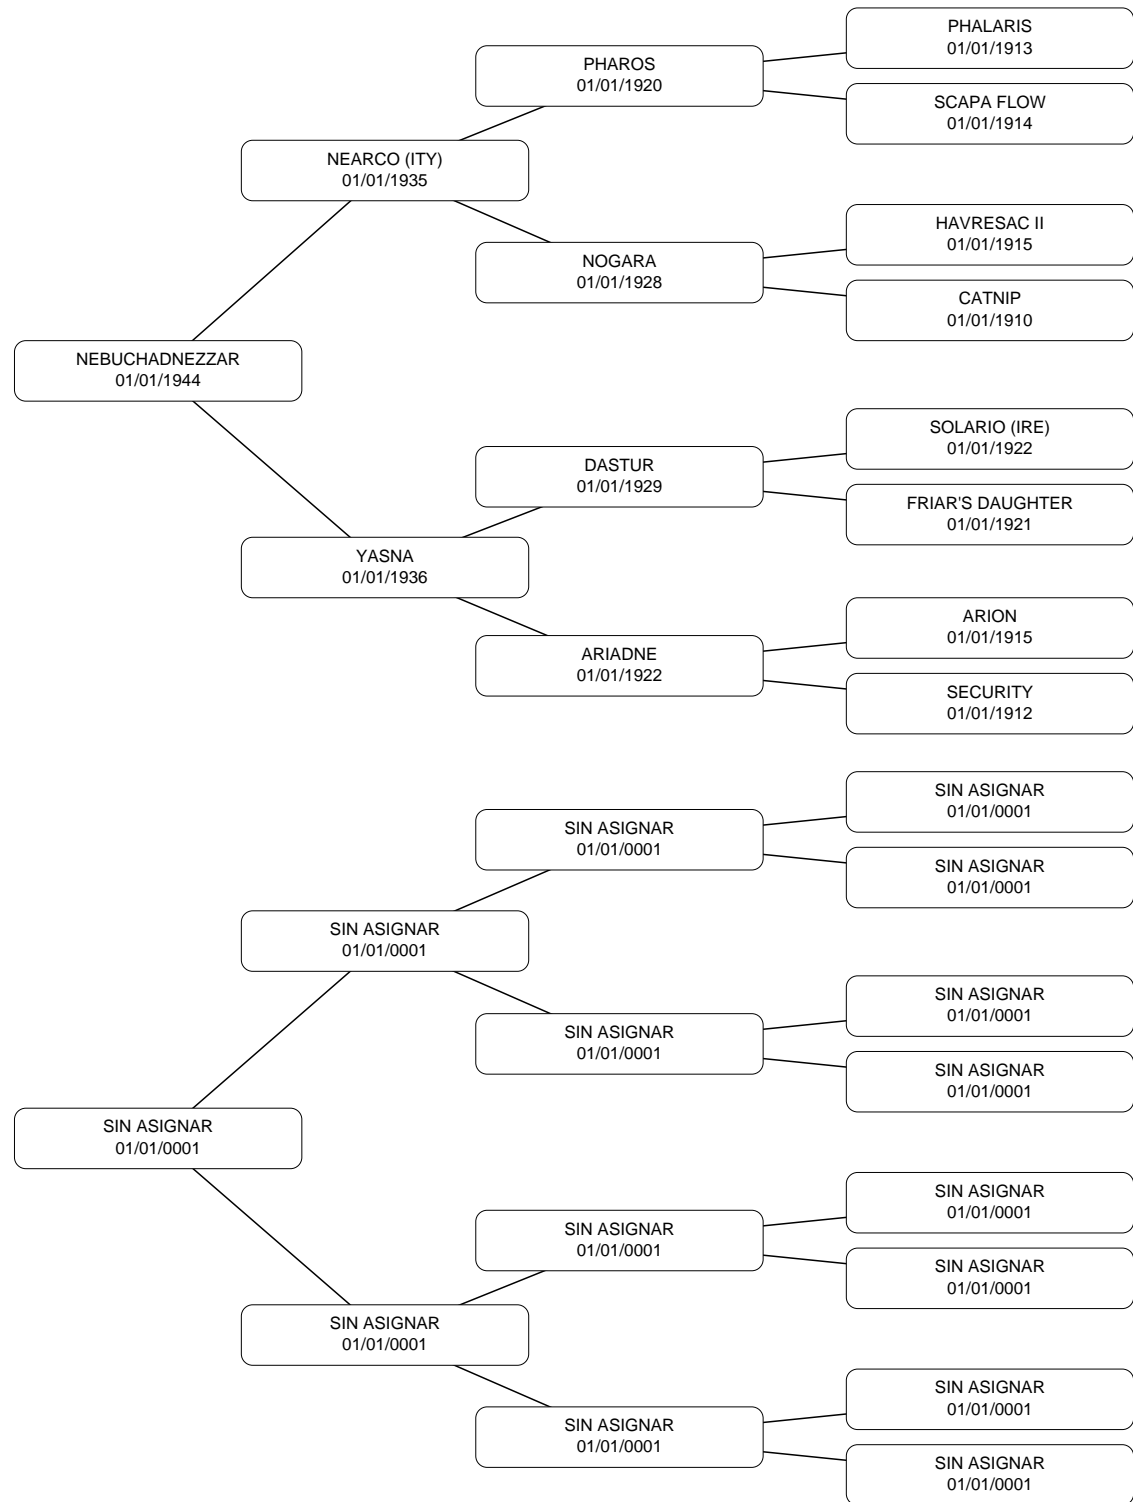 PHALARIS
01/01/1913
PHAROS
01/01/1920
SCAPA FLOW
01/01/1914
NEARCO (ITY)
01/01/1935
HAVRESAC II
01/01/1915
NOGARA
01/01/1928
CATNIP
01/01/1910
NEBUCHADNEZZAR
01/01/1944
SOLARIO (IRE)
01/01/1922
DASTUR
01/01/1929
FRIAR'S DAUGHTER
01/01/1921
YASNA
01/01/1936
ARION
01/01/1915
ARIADNE
01/01/1922
SECURITY
01/01/1912
SIN ASIGNAR
01/01/0001
SIN ASIGNAR
01/01/0001
SIN ASIGNAR
01/01/0001
SIN ASIGNAR
01/01/0001
SIN ASIGNAR
01/01/0001
SIN ASIGNAR
01/01/0001
SIN ASIGNAR
01/01/0001
SIN ASIGNAR
01/01/0001
SIN ASIGNAR
01/01/0001
SIN ASIGNAR
01/01/0001
SIN ASIGNAR
01/01/0001
SIN ASIGNAR
01/01/0001
SIN ASIGNAR
01/01/0001
SIN ASIGNAR
01/01/0001
SIN ASIGNAR
01/01/0001